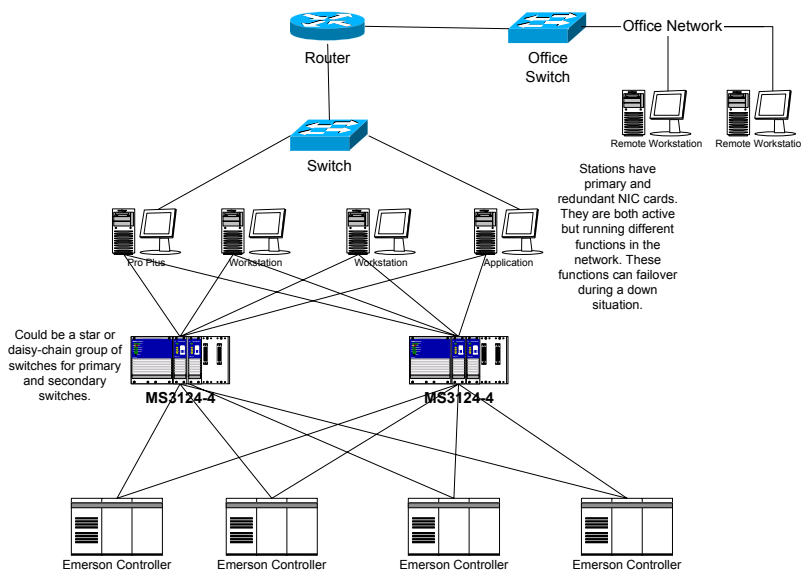 Router
Office
Switch
Office Network
Remote Workstation
Remote Workstatio
Switch
Stations have
primary and
redundant NIC cards.
They are both active
but running different
functions in the
network. These
functions can failover
during a down
situation.
Pro Plus
Workstation
Workstation
Application
Could be a star or
daisy-chain group of
switches for primary
and secondary
switches.
MS3124-4
MS3124-4
Emerson Controller
Emerson Controller
Emerson Controller
Emerson Controller